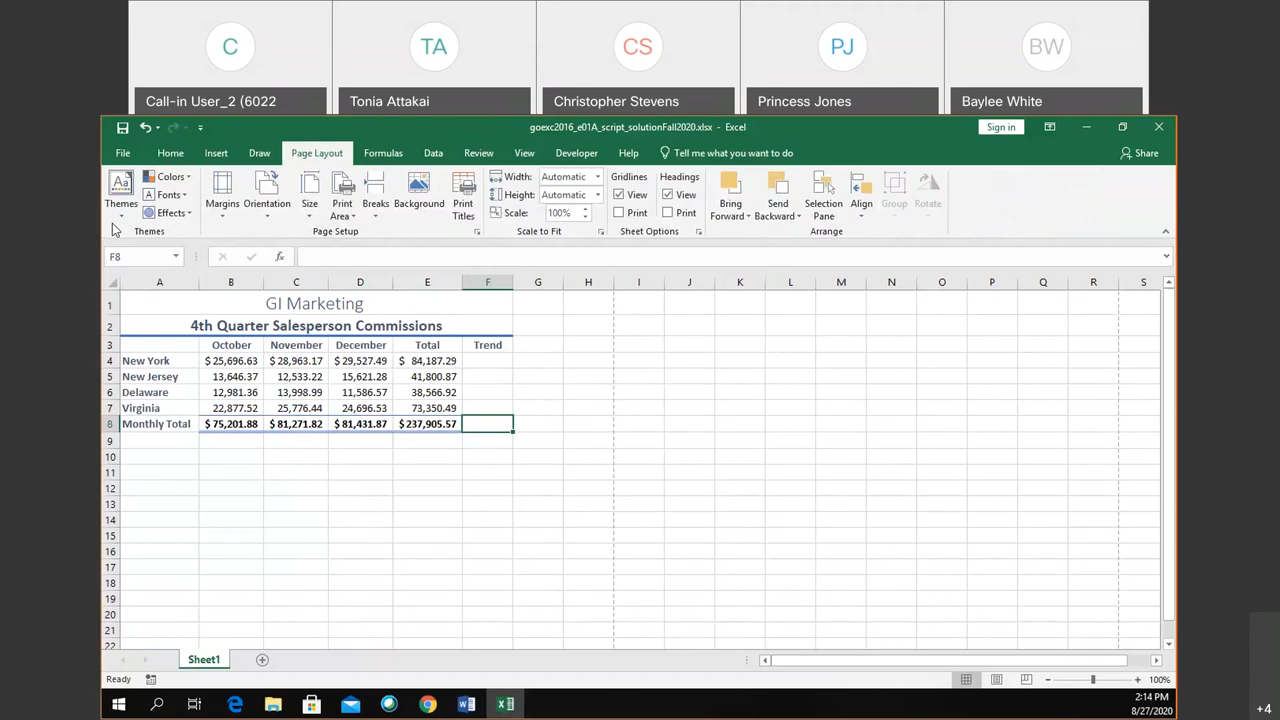 C TA CS PJ BW
Call-in User_2 (6022 Tonia Attakai Christopher Stevens Princess Jones Baylee White
goexc2016_e01A_script_solutionFall2020.xlsx - Excel Sign in
File Home Insert Draw Page Layout Formulas Data Review View Developer Help Tell me what you want to do Share
Aa Colors Width: Automatic Gridlines Headings
Themes Fonts Margins Orientation Size Print Area Breaks Background Print Titles Height: Automatic View View Bring Forward Send Backward Selection Pane Align Group Rotate
Effects Scale: 100% Print Print
Themes Page Setup Scale to Fit Sheet Options Arrange
F8 fx
A B C D E F G H I J K L M N O P Q R S
1 GI Marketing
2 4th Quarter Salesperson Commissions
3 October November December Total Trend
4 New York $ 25,696.63 $ 28,963.17 $ 29,527.49 $ 84,187.29
5 New Jersey 13,646.37 12,533.22 15,621.28 41,800.87
6 Delaware 12,981.36 13,998.99 11,586.57 38,566.92
7 Virginia 22,877.52 25,776.44 24,696.53 73,350.49
8 Monthly Total $ 75,201.88 $ 81,271.82 $ 81,431.87 $ 237,905.57
9
10
11
12
13
14
15
16
17
18
19
20
21
22
Sheet1
Ready 100%
2:14 PM
8/27/2020
+4